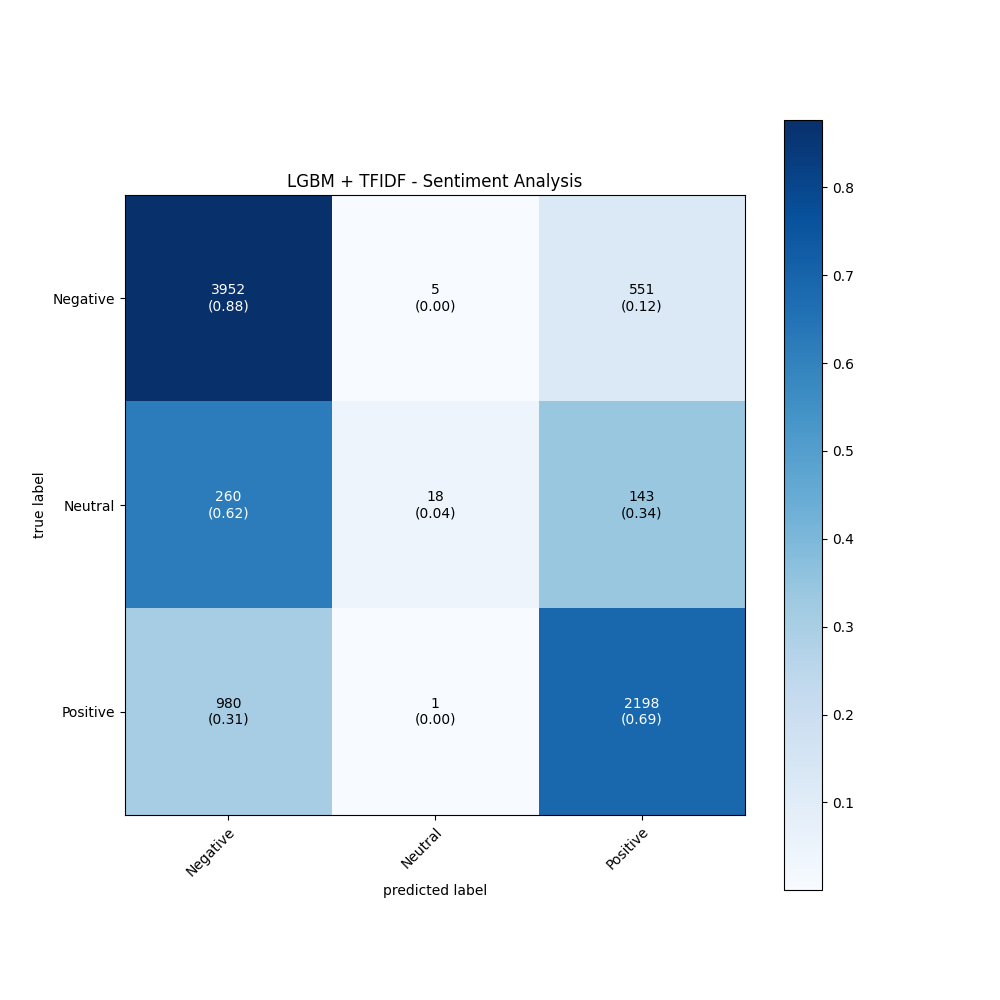 LGBM + TFIDF - Sentiment Analysis
Negative
3952
(0.88)
5
(0.00)
551
(0.12)
Neutral
260
(0.62)
18
(0.04)
143
(0.34)
Positive
980
(0.31)
1
(0.00)
2198
(0.69)
true label
Negative
Neutral
Positive
predicted label
0.8
0.7
0.6
0.5
0.4
0.3
0.2
0.1